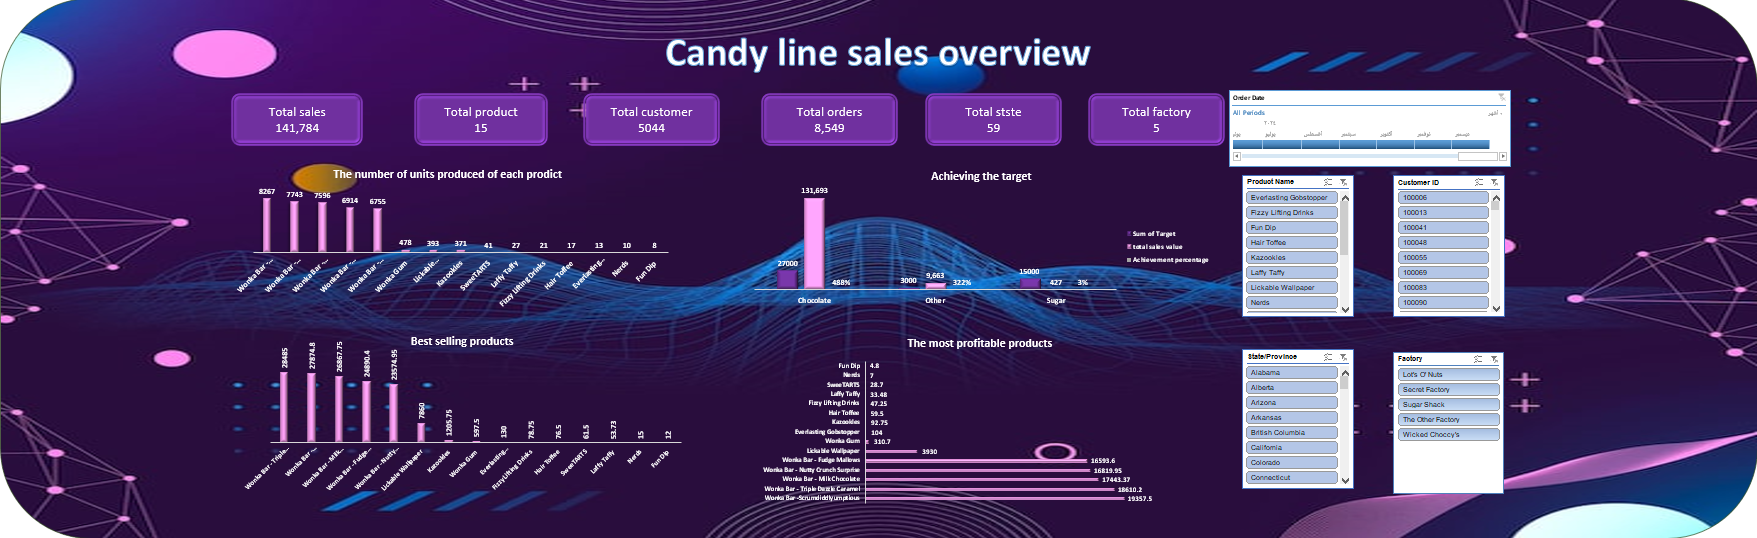 Candy line sales overview
Total sales
141,784
Total product
15
Total customer
5044
Total orders
8,549
Total stste
59
Total factory
5
Order Date
All Periods
أشهر
٢٠٢٤
يونيو
يوليو
أغسطس
سبتمبر
أكتوبر
نوفمبر
ديسمبر
The number of units produced of each prodict
8267
7743
7596
6914
6755
478
393
371
41
27
21
17
13
10
8
Wonka Bar -...
Wonka Bar -...
Wonka Bar -...
Wonka Bar -...
Wonka Bar -...
Wonka Gum
Lickable...
Kazookles
SweeTARTS
Laffy Taffy
Fizzy Lifting Drinks
Hair Toffee
Everlasting...
Nerds
Fun Dip
Achieving the target
27000
131,693
488%
3000
9,663
322%
15000
427
3%
Chocolate
Other
Sugar
Sum of Target
total sales value
Achievement percentage
Product Name
Everlasting Gobstopper
Fizzy Lifting Drinks
Fun Dip
Hair Toffee
Kazookles
Laffy Taffy
Lickable Wallpaper
Nerds
Customer ID
100006
100013
100041
100048
100055
100069
100083
100090
Best selling products
28485
27874.8
26867.75
24890.4
23574.95
7860
1205.75
597.5
130
78.75
76.5
61.5
53.73
15
12
Wonka Bar - Triple...
Wonka Bar -...
Wonka Bar - Milk...
Wonka Bar - Fudge...
Wonka Bar - Nutty...
Lickable Wallpaper
Kazookles
Wonka Gum
Everlasting...
Fizzy Lifting Drinks
Hair Toffee
SweeTARTS
Laffy Taffy
Nerds
Fun Dip
The most profitable products
Fun Dip 4.8
Nerds 7
SweeTARTS 28.7
Laffy Taffy 33.48
Fizzy Lifting Drinks 47.25
Hair Toffee 59.5
Kazookles 92.75
Everlasting Gobstopper 104
Wonka Gum 310.7
Lickable Wallpaper 3930
Wonka Bar - Fudge Mallows 16593.6
Wonka Bar - Nutty Crunch Surprise 16819.95
Wonka Bar - Milk Chocolate 17443.37
Wonka Bar - Triple Dazzle Caramel 18610.2
Wonka Bar -Scrumdiddlyumptious 19357.5
State/Province
Alabama
Alberta
Arizona
Arkansas
British Columbia
California
Colorado
Connecticut
Factory
Lot's O' Nuts
Secret Factory
Sugar Shack
The Other Factory
Wicked Choccy's